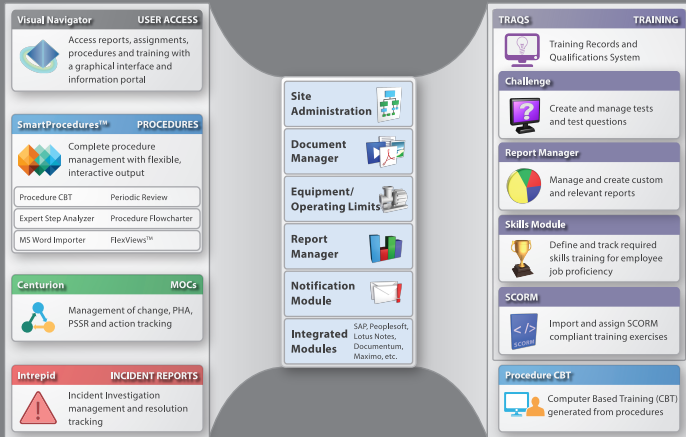 Visual Navigator USER ACCESS
Access reports, assignments,
procedures and training with
a graphical interface and
information portal
SmartProcedures™ PROCEDURES
Complete procedure
management with flexible,
interactive output
Procedure CBT Periodic Review
Expert Step Analyzer Procedure Flowcharter
MS Word Importer FlexViews™
Centurion MOCs
Management of change, PHA,
PSSR and action tracking
Intrepid INCIDENT REPORTS
Incident Investigation
management and resolution
tracking
Site
Administration
Document
Manager
Equipment/
Operating Limits
Report
Manager
Notification
Module
Integrated
Modules
SAP, Peoplesoft,
Lotus Notes,
Documentum,
Maximo, etc.
TRAQS TRAINING
Training Records and
Qualifications System
Challenge
Create and manage tests
and test questions
Report Manager
Manage and create custom
and relevant reports
Skills Module
Define and track required
skills training for employee
job proficiency
SCORM
</>
SCORM
Import and assign SCORM
compliant training exercises
Procedure CBT
Computer Based Training (CBT)
generated from procedures